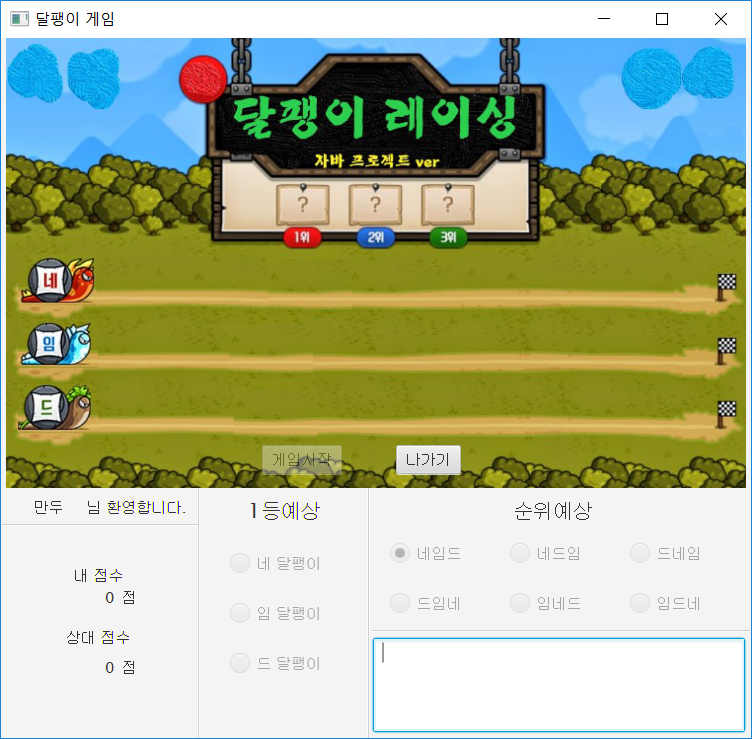 달팽이 게임
달팽이 레이싱
자바 프로젝트 ver
? ? ?
1위 2위 3위
네
임
드
게임시작 나가기
만두 님 환영합니다.
내 점수
0 점
상대 점수
0 점
1등예상
네 달팽이
임 달팽이
드 달팽이
순위예상
네임드 네드임 드네임
드임네 임네드 임드네